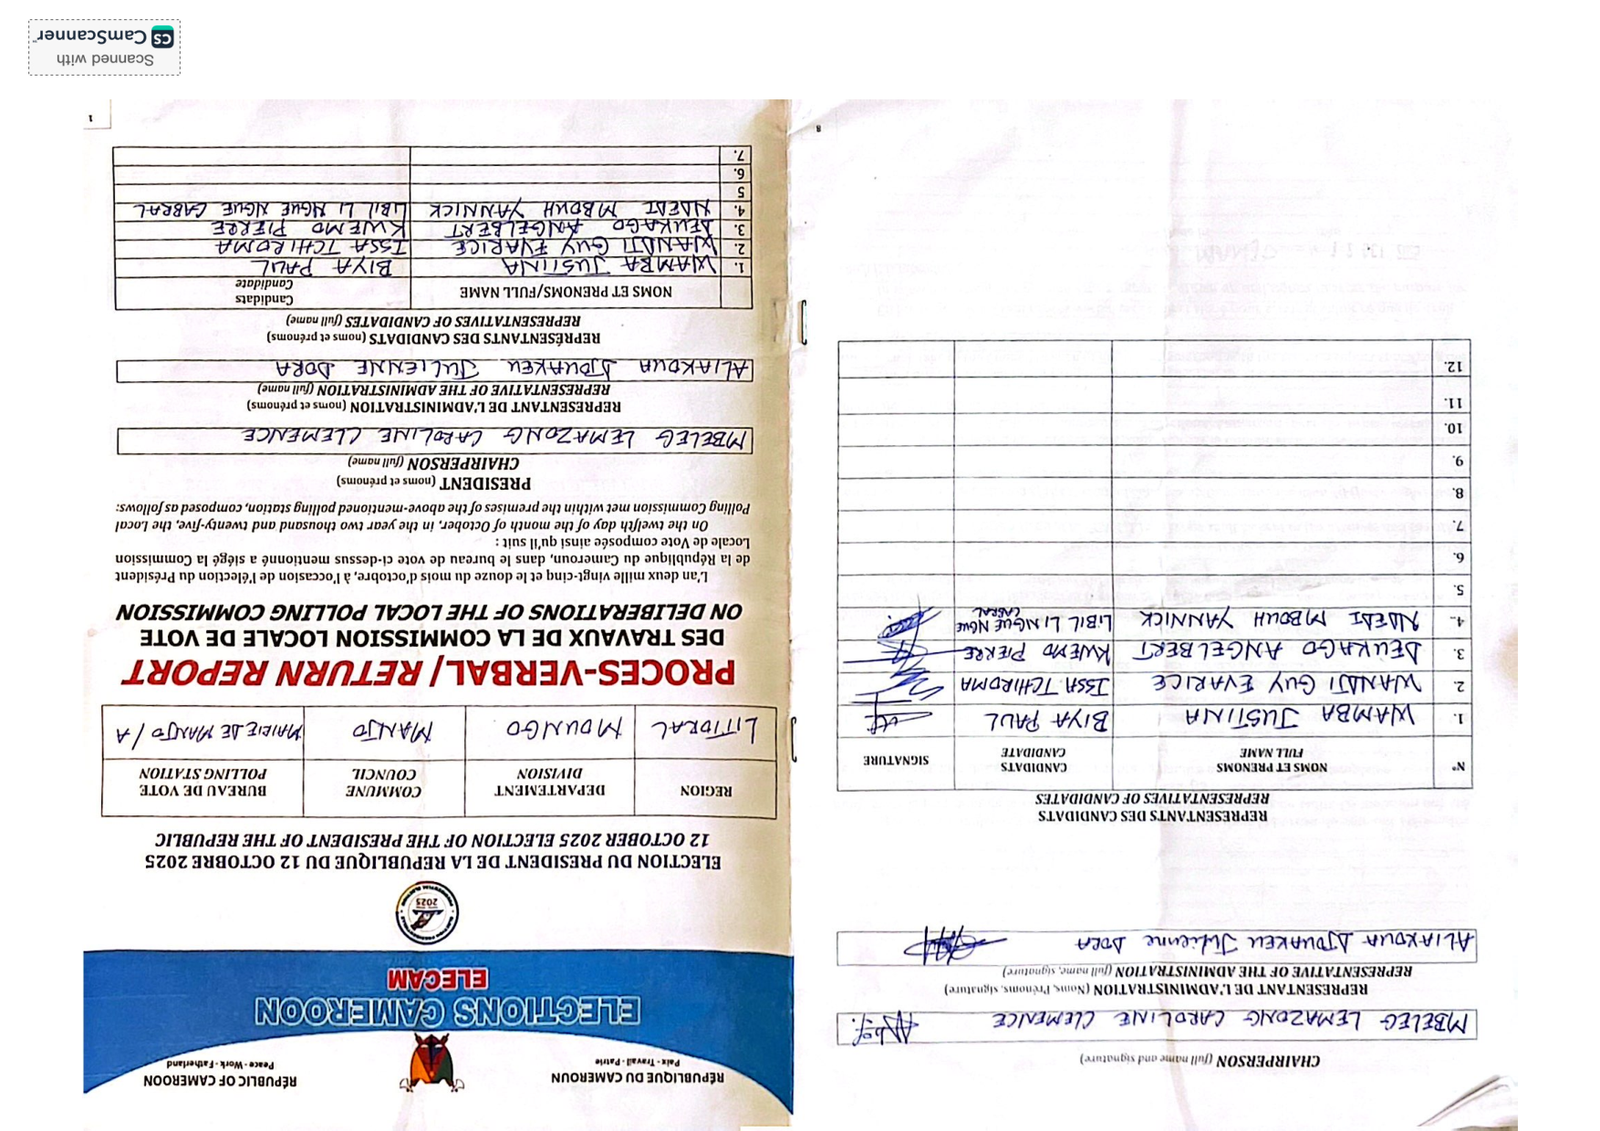 RÉPUBLIQUE DU CAMEROUN
Paix - Travail - Patrie
RÉPUBLIC OF CAMEROON
Peace - Work - Fatherland
ELECTIONS CAMEROON
ELECAM
2025
ELECTION DU PRESIDENT DE LA REPUBLIQUE DU 12 OCTOBRE 2025
12 OCTOBER 2025 ELECTION OF THE PRESIDENT OF THE REPUBLIC
REGION DEPARTEMENT DIVISION COMMUNE COUNCIL BUREAU DE VOTE POLLING STATION
LITTORAL MOUNGO MANJO MAIRIE DE MANJO / A
PROCES-VERBAL/ RETURN REPORT
DES TRAVAUX DE LA COMMISSION LOCALE DE VOTE
ON DELIBERATIONS OF THE LOCAL POLLING COMMISSION
L'an deux mille vingt-cinq et le douze du mois d'octobre, à l'occasion de l'élection du Président
de la République du Cameroun, dans le bureau de vote ci-dessus mentionné a siégé la Commission
Locale de Vote composée ainsi qu'il suit :
On the twelfth day of the month of October, in the year two thousand and twenty-five, the Local
Polling Commission met within the premises of the above-mentioned polling station, composed as follows:
PRESIDENT (noms et prénoms)
CHAIRPERSON (full name)
MBELEG LEMAZONG CAROLINE CLEMENCE
REPRESENTANT DE L'ADMINISTRATION (noms et prénoms)
REPRESENTATIVE OF THE ADMINISTRATION (full name)
ALIAKOUA DJOUAKEU JULIENNE DORA
REPRÉSENTANTS DES CANDIDATS (noms et prénoms)
REPRESENTATIVES OF CANDIDATES (full name)
NOMS ET PRENOMS/FULL NAME Candidats Candidate
1. WAMBA JUSTINA BIYA PAUL
2. WANDJI GUY EVARICE ISSA TCHIROMA
3. DEUKAGO ANGELBERT KWEMO PIERRE
4. NDEDI MBOUH YANNICK LIBII LI NGUE NGUE CABRAL
5
6.
7.
1
CHAIRPERSON (full name and signature)
MBELEG LEMAZONG CAROLINE CLEMENCE
REPRESENTANT DE L'ADMINISTRATION (Noms, Prénoms, signature)
REPRESENTATIVE OF THE ADMINISTRATION (full name, signature)
ALIAKOUA DJOUAKEU Julienne DORA
REPRESENTANTS DES CANDIDATS
REPRESENTATIVES OF CANDIDATES
N° NOMS ET PRENOMS FULL NAME CANDIDATS CANDIDATE SIGNATURE
1. WAMBA JUSTINA BIYA PAUL
2 WANDJI GUY EVARICE ISSA TCHIROMA
3. DEUKAGO ANGELBERT KWEMO PIERRE
4. NDEDI MBOUH YANNICK LIBII LI NGUE NGUE CABRAL
5.
6.
7.
8.
9.
10.
11.
12.
8
Scanned with
CS CamScanner